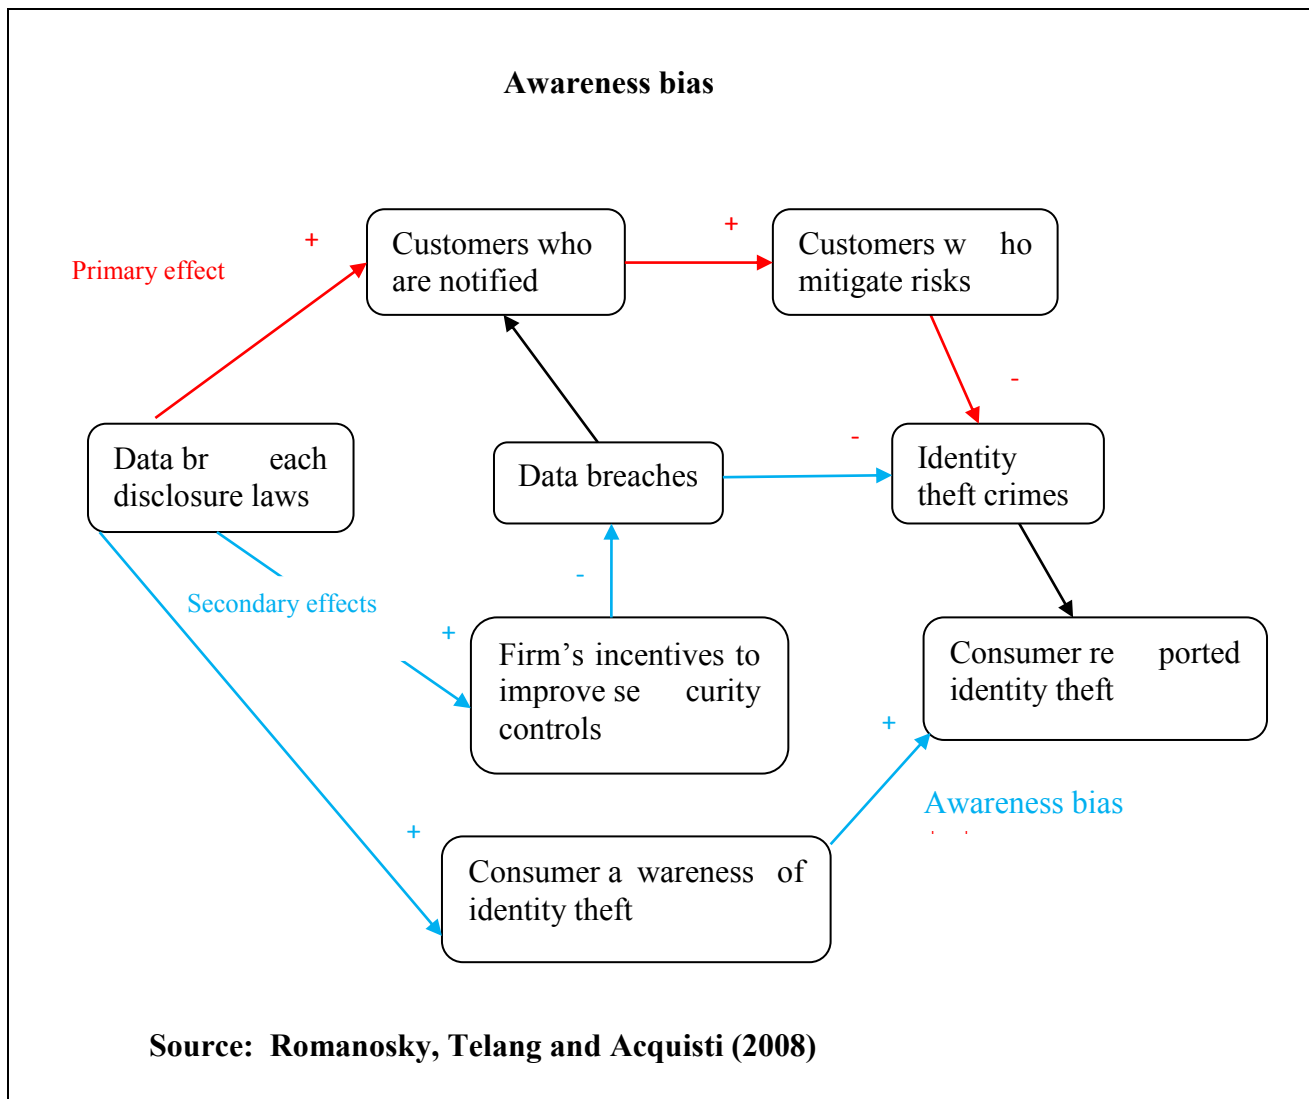 Awareness bias
+
+
Primary effect
Customers who
are notified
Customers w ho
mitigate risks
-
-
Data br each
disclosure laws
Data breaches
Identity
theft crimes
-
Secondary effects
+
Firm's incentives to
improve se curity
controls
Consumer re ported
identity theft
+
Awareness bias
+
Consumer a wareness of
identity theft
Source: Romanosky, Telang and Acquisti (2008)